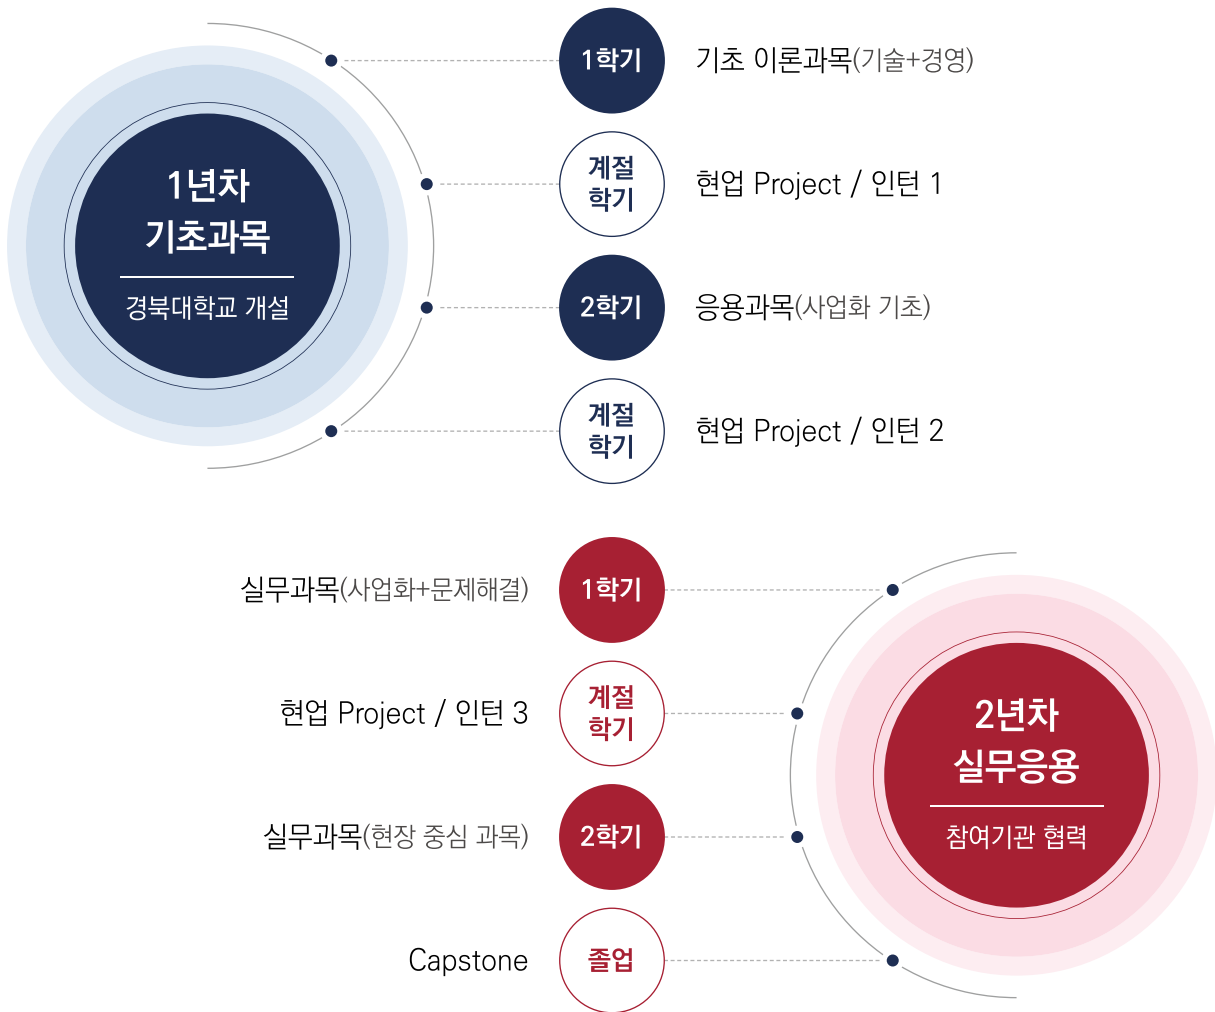 1년차
기초과목
경북대학교 개설
1학기
기초 이론과목(기술+경영)
계절
학기
현업 Project / 인턴 1
2학기
응용과목(사업화 기초)
계절
학기
현업 Project / 인턴 2
2년차
실무응용
참여기관 협력
1학기
실무과목(사업화+문제해결)
계절
학기
현업 Project / 인턴 3
2학기
실무과목(현장 중심 과목)
졸업
Capstone